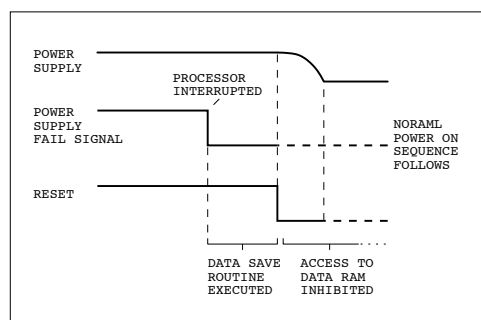 POWER
SUPPLY
PROCESSOR
INTERRUPTED
POWER
SUPPLY
FAIL SIGNAL
NORAML
POWER ON
SEQUENCE
FOLLOWS
RESET
DATA SAVE
ROUTINE
EXECUTED
ACCESS TO
DATA RAM
INHIBITED